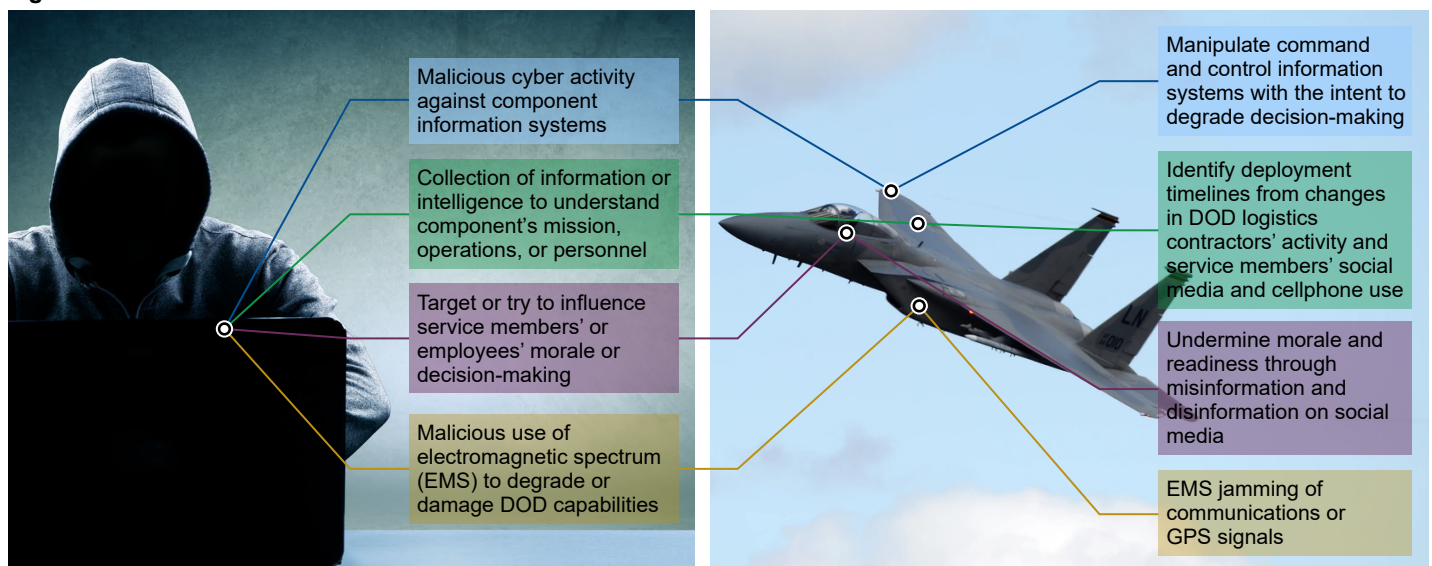 Malicious cyber activity
against component
information systems
Collection of information or
intelligence to understand
component's mission,
operations, or personnel
Target or try to influence
service members' or
employees' morale or
decision-making
Malicious use of
electromagnetic spectrum
(EMS) to degrade or
damage DOD capabilities
Manipulate command
and control information
systems with the intent to
degrade decision-making
Identify deployment
timelines from changes
in DOD logistics
contractors' activity and
service members' social
media and cellphone use
Undermine morale and
readiness through
misinformation and
disinformation on social
media
EMS jamming of
communications or
GPS signals
LN
010